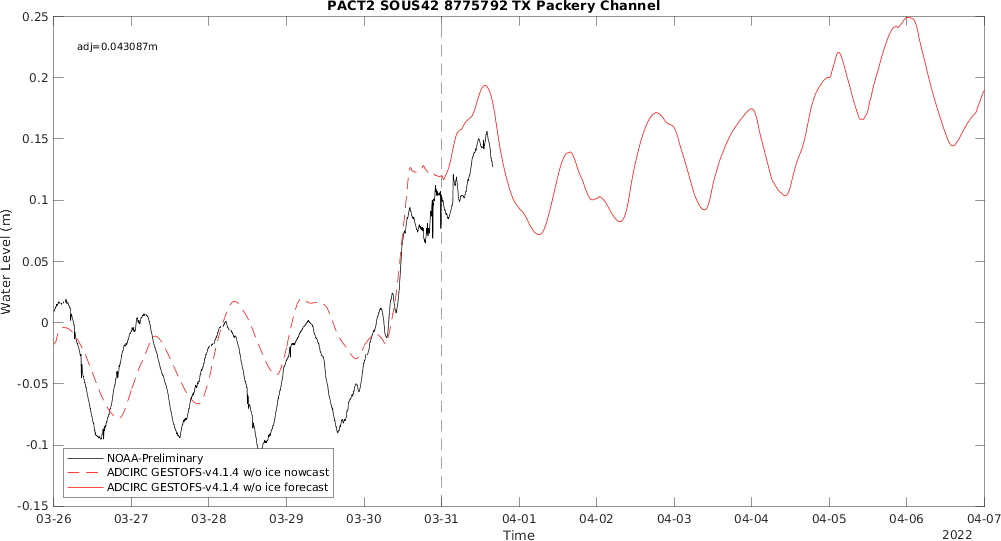 PACT2 SOUS42 8775792 TX Packery Channel
adj=0.043087m
Water Level (m)
0.25
0.2
0.15
0.1
0.05
0
-0.05
-0.1
-0.15
NOAA-Preliminary
ADCIRC GESTOFS-v4.1.4 w/o ice nowcast
ADCIRC GESTOFS-v4.1.4 w/o ice forecast
03-26 03-27 03-28 03-29 03-30 03-31 04-01 04-02 04-03 04-04 04-05 04-06 04-07
Time
2022